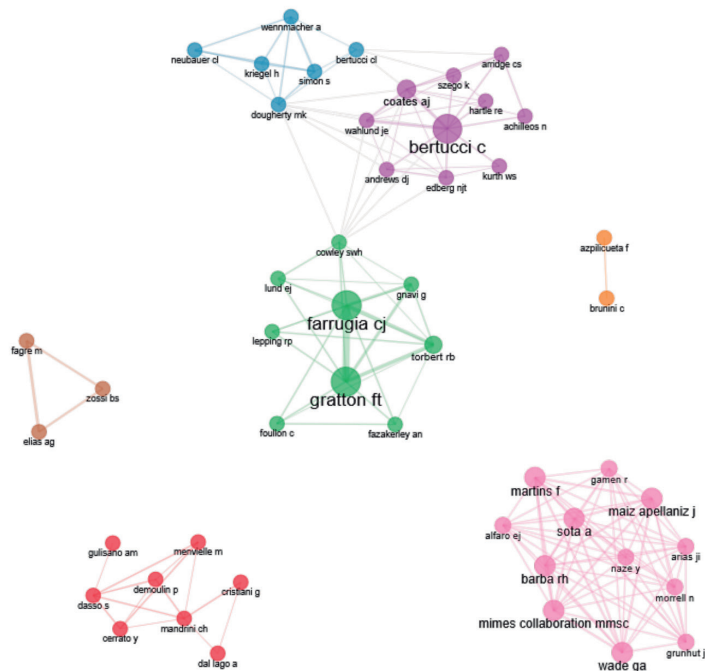 wennmacher a
neubauer cl
bertucci cl
kriegel h
simon s
dougherty mk
arridge cs
szego k
coates aj
hartle re
achilleos n
wahlund je
bertucci c
andrews dj
edberg njt
kurth ws
cowley swh
azpilicueta f
lund ej
gnavi g
brunini c
farrugia cj
lepping rp
torbert rb
fagre m
gratton ft
zossi bs
foullon c
fazakerley an
elias ag
gamen r
martins f
maiz apellaniz j
sota a
alfaro ej
arias ji
gulisano am
menvielle m
naze y
demoulin p
cristiani g
barba rh
morrell n
dasso s
mandrini ch
mimes collaboration mmsc
cerrato y
dal lago a
wade ga
grunhut j